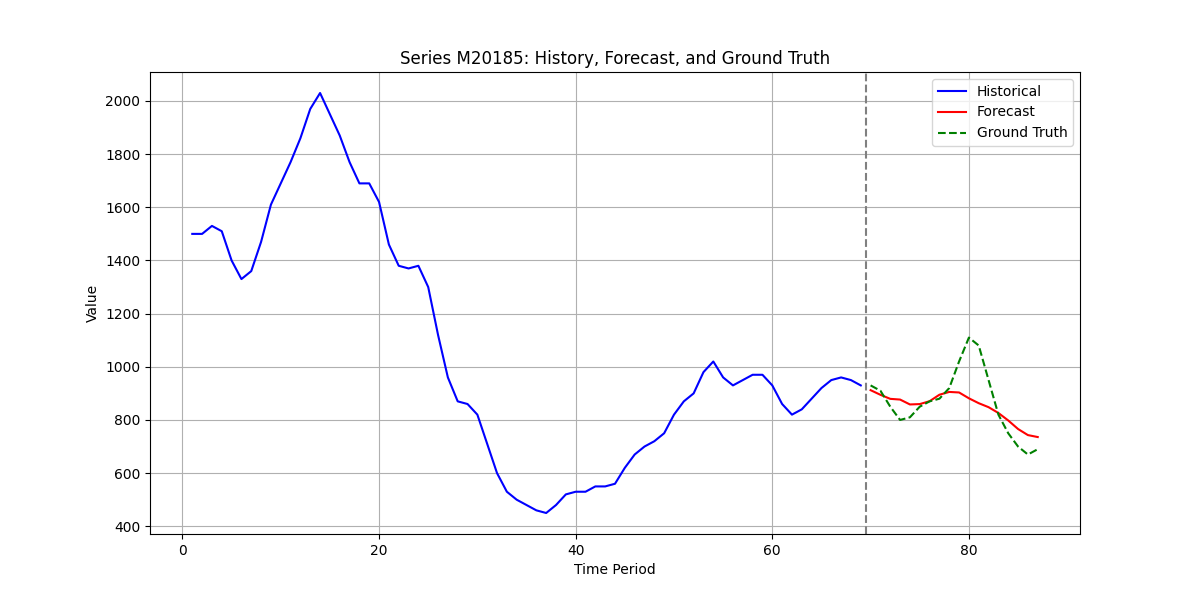 Series M20185: History, Forecast, and Ground Truth
Historical
Forecast
Ground Truth
2000
1800
1600
1400
1200
1000
800
600
400
Value
0 20 40 60 80
Time Period